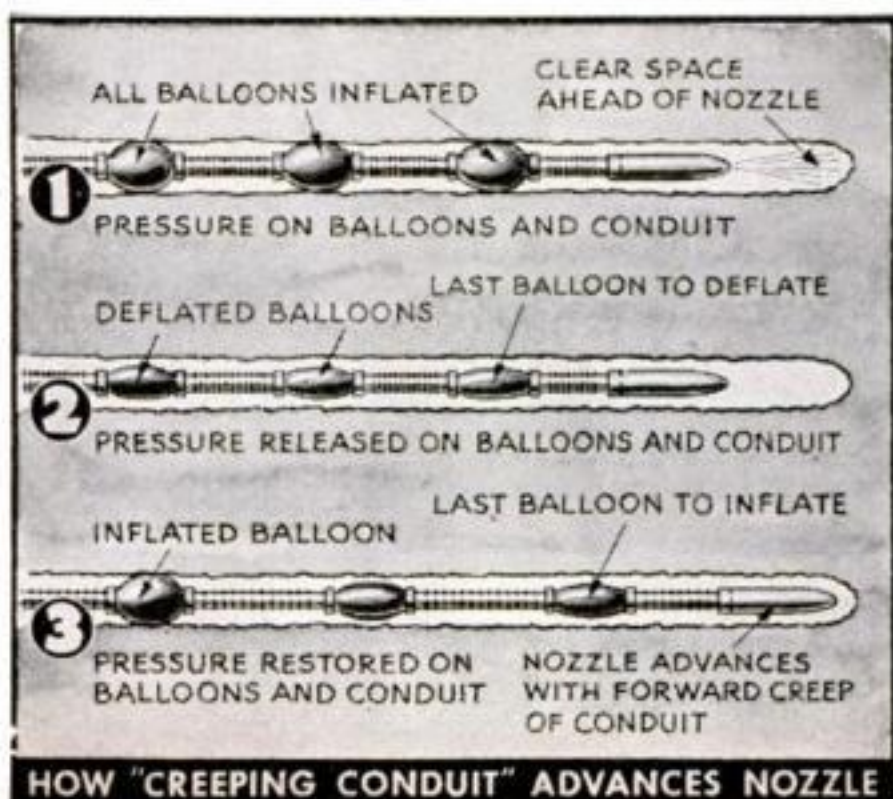 ALL BALLOONS INFLATED
CLEAR SPACE
AHEAD OF NOZZLE
1
PRESSURE ON BALLOONS AND CONDUIT
DEFLATED BALLOONS
LAST BALLOON TO DEFLATE
2
PRESSURE RELEASED ON BALLOONS AND CONDUIT
INFLATED BALLOON
LAST BALLOON TO INFLATE
3
PRESSURE RESTORED ON
BALLOONS AND CONDUIT
NOZZLE ADVANCES
WITH FORWARD CREEP
OF CONDUIT
HOW "CREEPING CONDUIT" ADVANCES NOZZLE